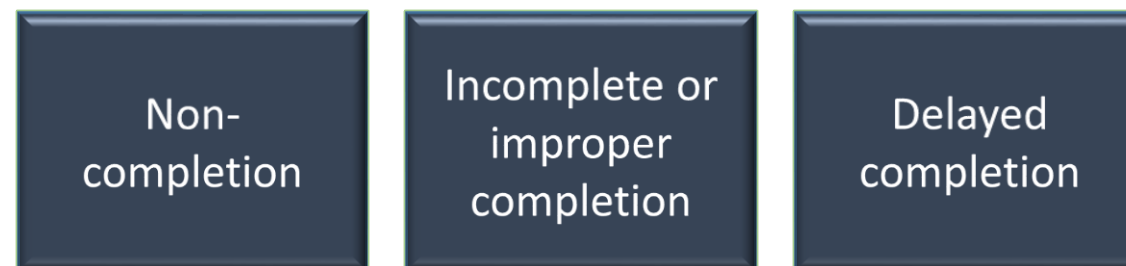 Non-
completion
Incomplete or
improper
completion
Delayed
completion